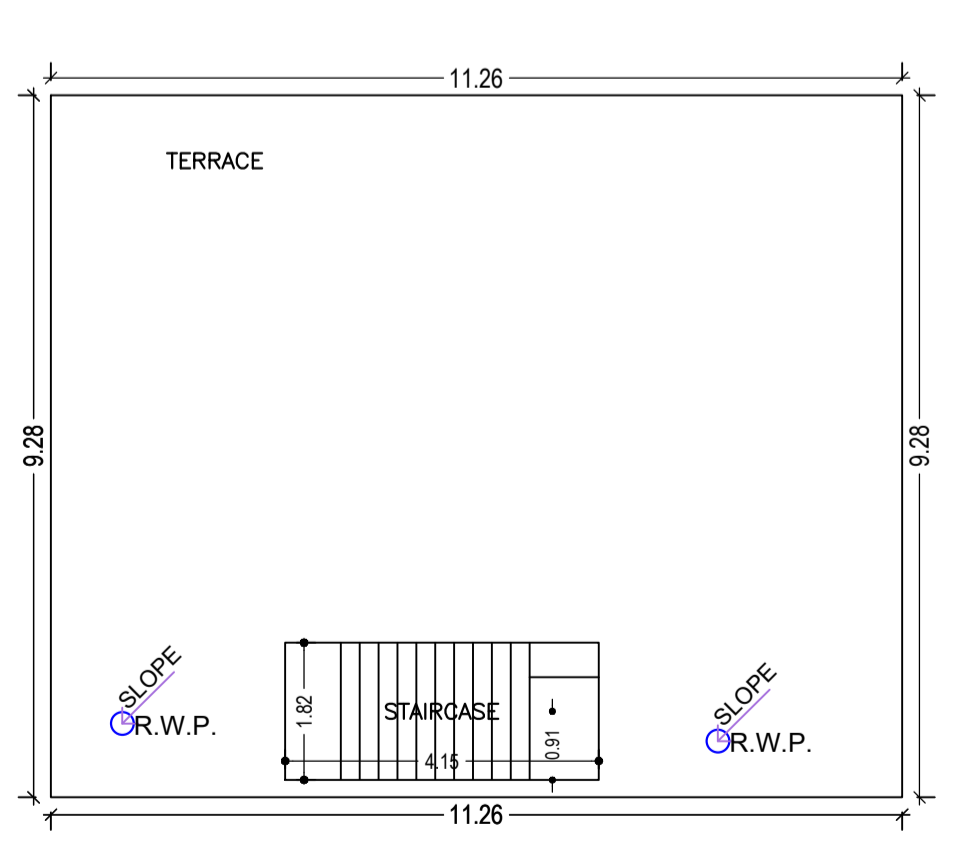 11.26
TERRACE
9.28
9.28
SLOPE
R.W.P.
1.82
STAIRCASE
4.15
0.91
SLOPE
R.W.P.
11.26